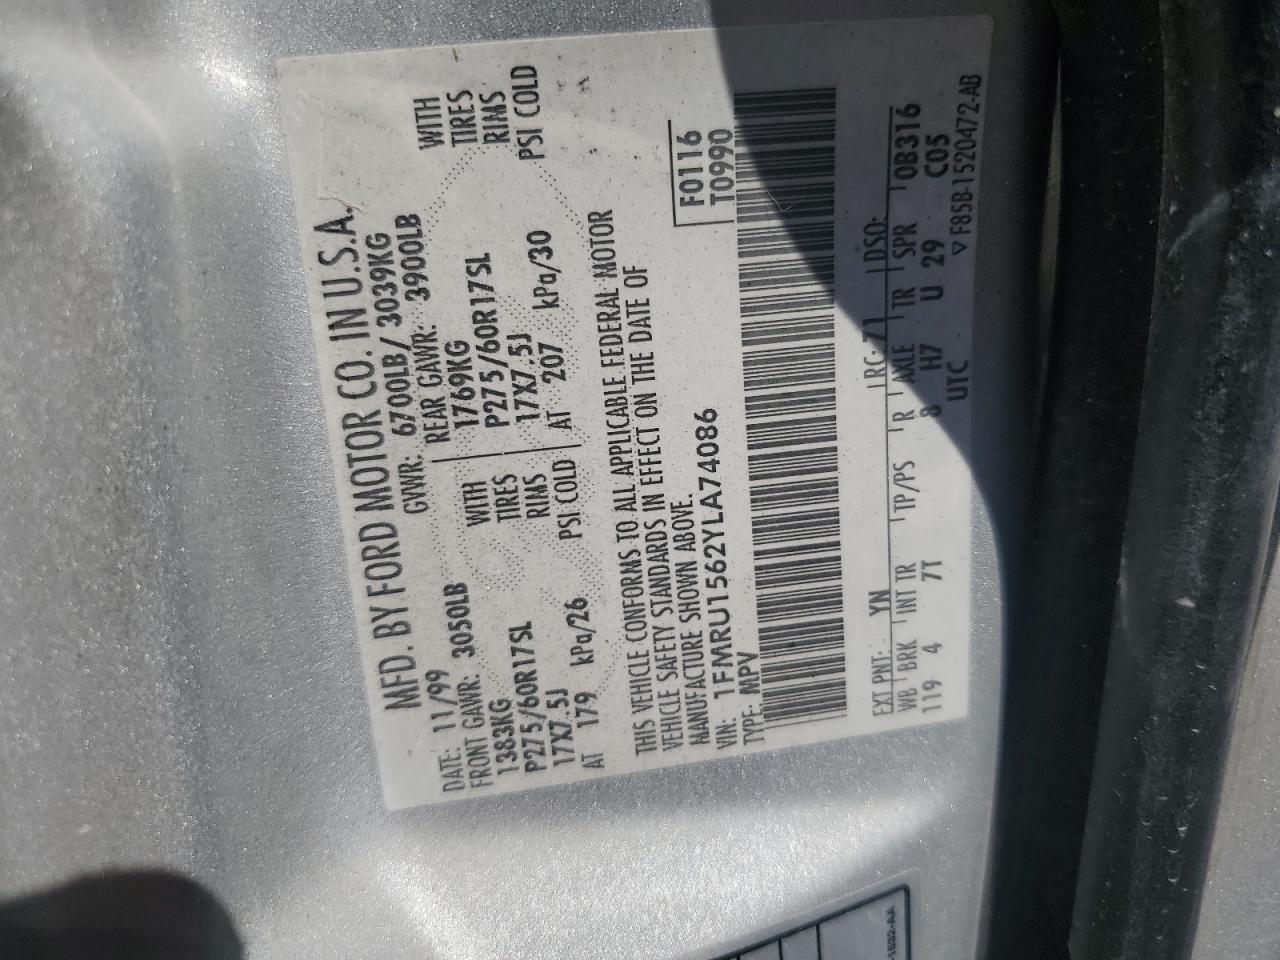 MFD. BY FORD MOTOR CO. IN U.S.A.
DATE: 11/99 GVWR: 6700LB/ 3039KG
FRONT GAWR: 3050LB REAR GAWR: 3900LB
1383KG WITH 1769KG WITH
P275/60R17SL TIRES P275/60R17SL TIRES
17X7.5J RIMS 17X7.5J RIMS
AT 179 kPa/26 PSI COLD AT 207 kPa/30 PSI COLD
THIS VEHICLE CONFORMS TO ALL APPLICABLE FEDERAL MOTOR
VEHICLE SAFETY STANDARDS IN EFFECT ON THE DATE OF
MANUFACTURE SHOWN ABOVE.
VIN: 1FMRU1562YLA74086
TYPE: MPV
F0116
T0990
EXT PNT: YN RC: 71 DSO:
WB BRK INT TR TP/PS R AXLE TR SPR 0B316
119 4 7T 8 H7 U 29 C05
UTC ▽ F85B-1520472-AB
-1532-AA